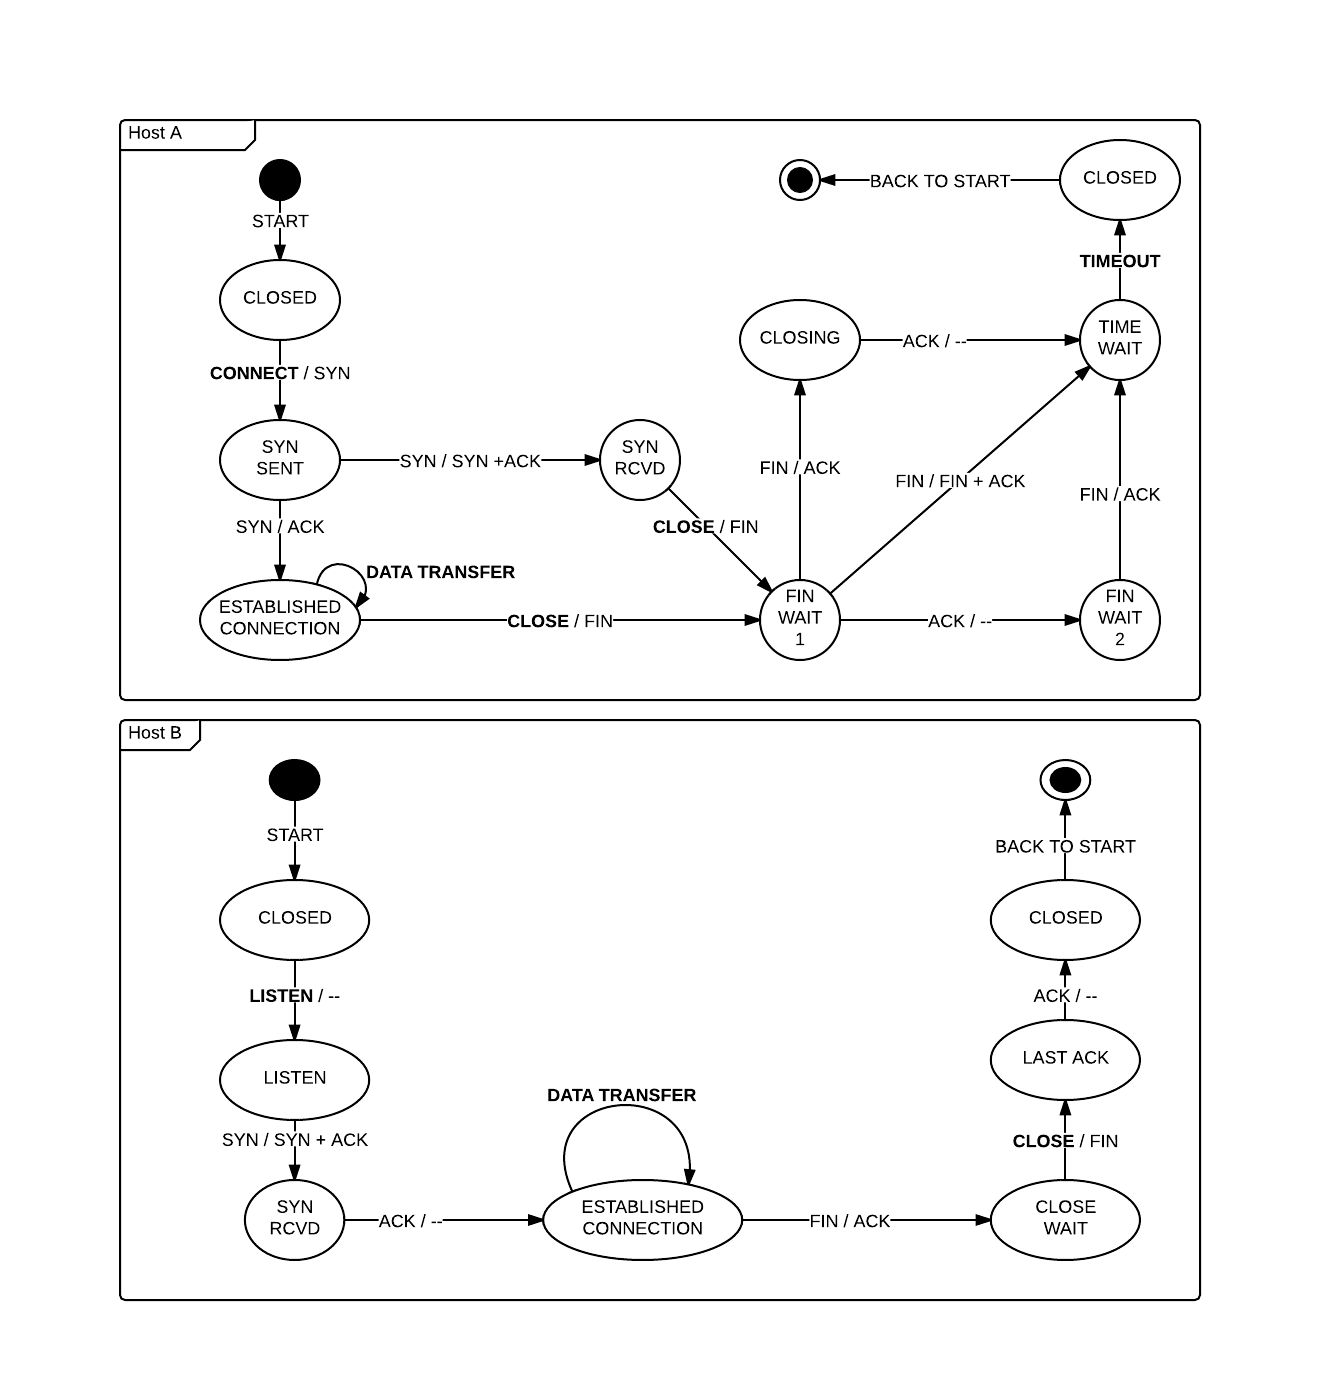 Host A
START
CLOSED
BACK TO START
CLOSED
TIMEOUT
CONNECT / SYN
CLOSING
ACK / --
TIME
WAIT
SYN
SENT
SYN / SYN +ACK
SYN
RCVD
FIN / ACK
FIN / FIN + ACK
FIN / ACK
SYN / ACK
CLOSE / FIN
DATA TRANSFER
ESTABLISHED
CONNECTION
CLOSE / FIN
FIN
WAIT
1
ACK / --
FIN
WAIT
2
Host B
START
BACK TO START
CLOSED
CLOSED
LISTEN / --
ACK / --
LISTEN
LAST ACK
DATA TRANSFER
SYN / SYN + ACK
CLOSE / FIN
SYN
RCVD
ACK / --
ESTABLISHED
CONNECTION
FIN / ACK
CLOSE
WAIT